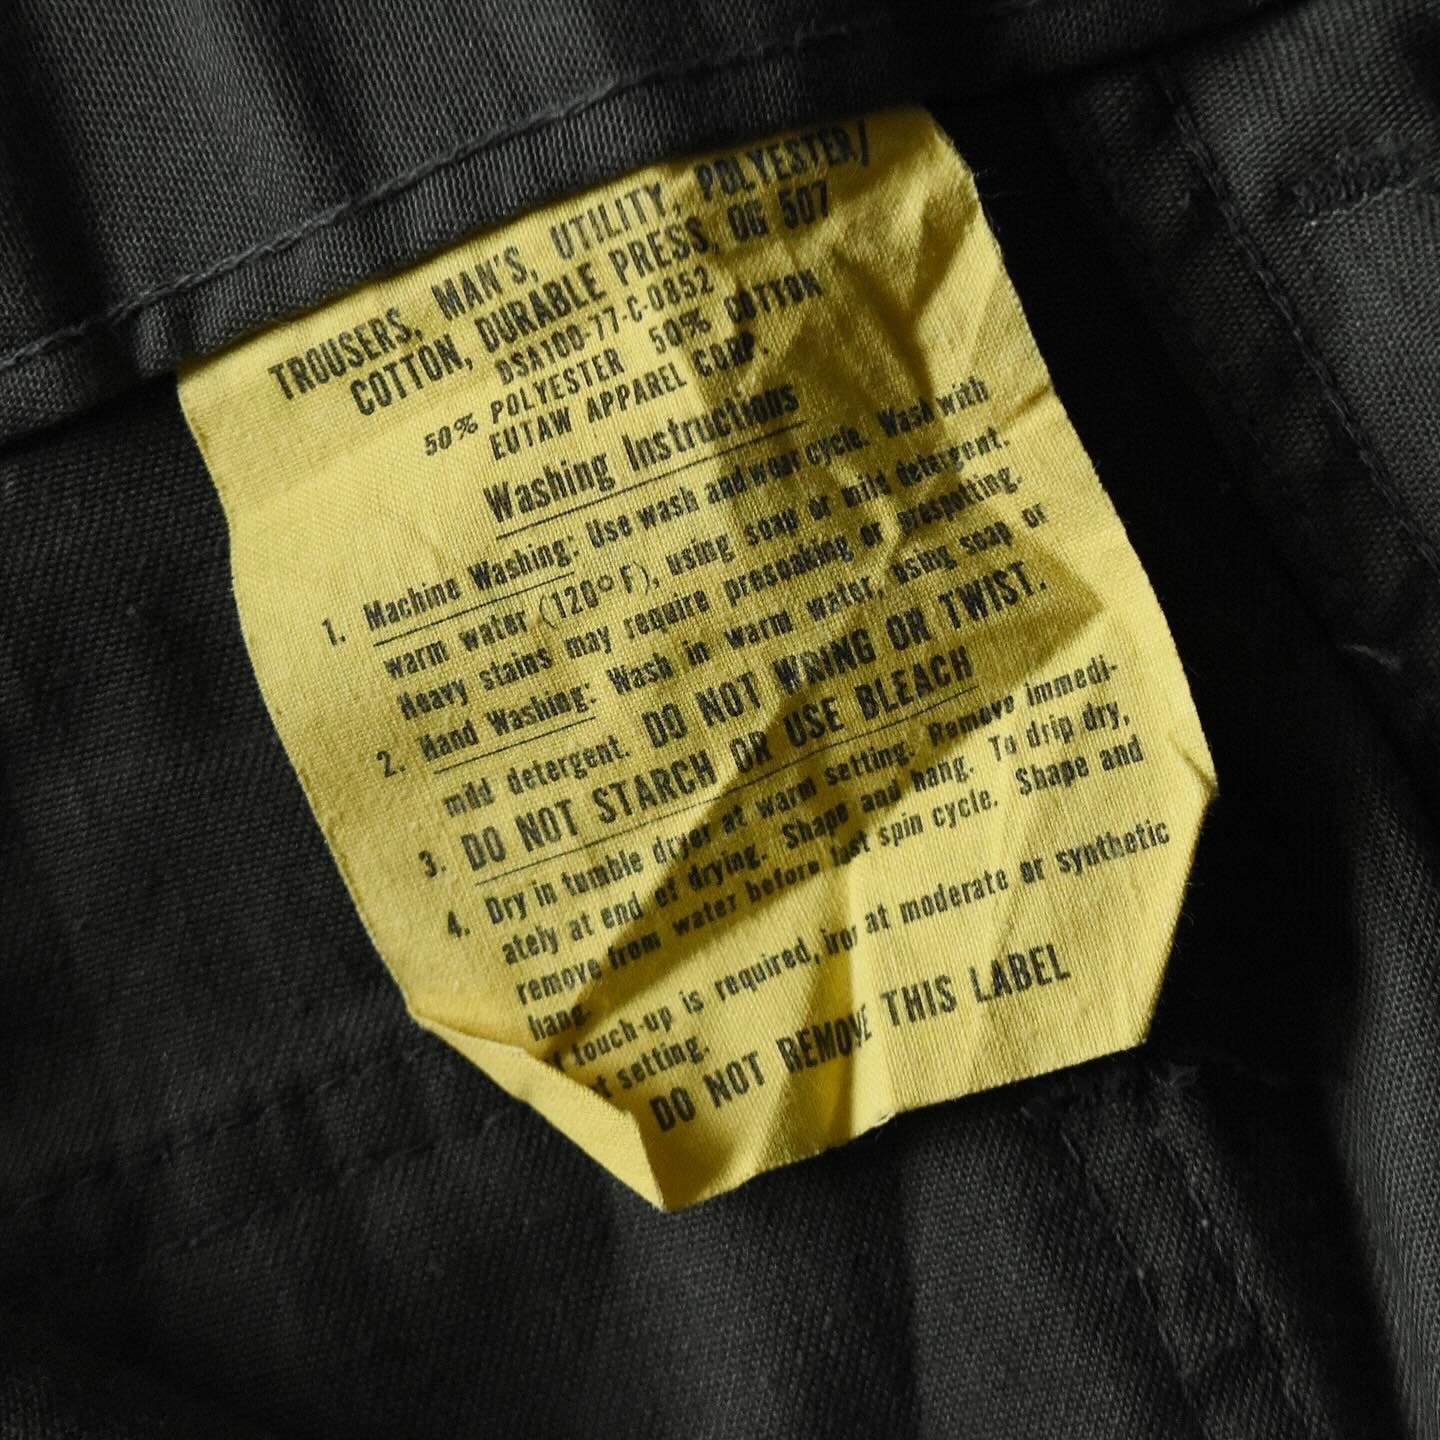 TROUSERS, MAN'S, UTILITY, POLYESTER/
COTTON, DURABLE PRESS, OG 507
DSA100-77-C-0852
50% POLYESTER 50% COTTON
EUTAW APPAREL CORP.
Washing Instructions
1. Machine Washing: Use wash and wear cycle. Wash with
warm water (120° F), using soap or mild detergent.
Heavy stains may require presoaking or prespotting.
2. Hand Washing: Wash in warm water, using soap or
mild detergent. DO NOT WRING OR TWIST.
3. DO NOT STARCH OR USE BLEACH
4. Dry in tumble dryer at warm setting. Remove immedi-
ately at end of drying. Shape and hang. To drip dry,
remove from water before last spin cycle. Shape and
hang.
touch-up is required, iron at moderate or synthetic
setting.
DO NOT REMOVE THIS LABEL